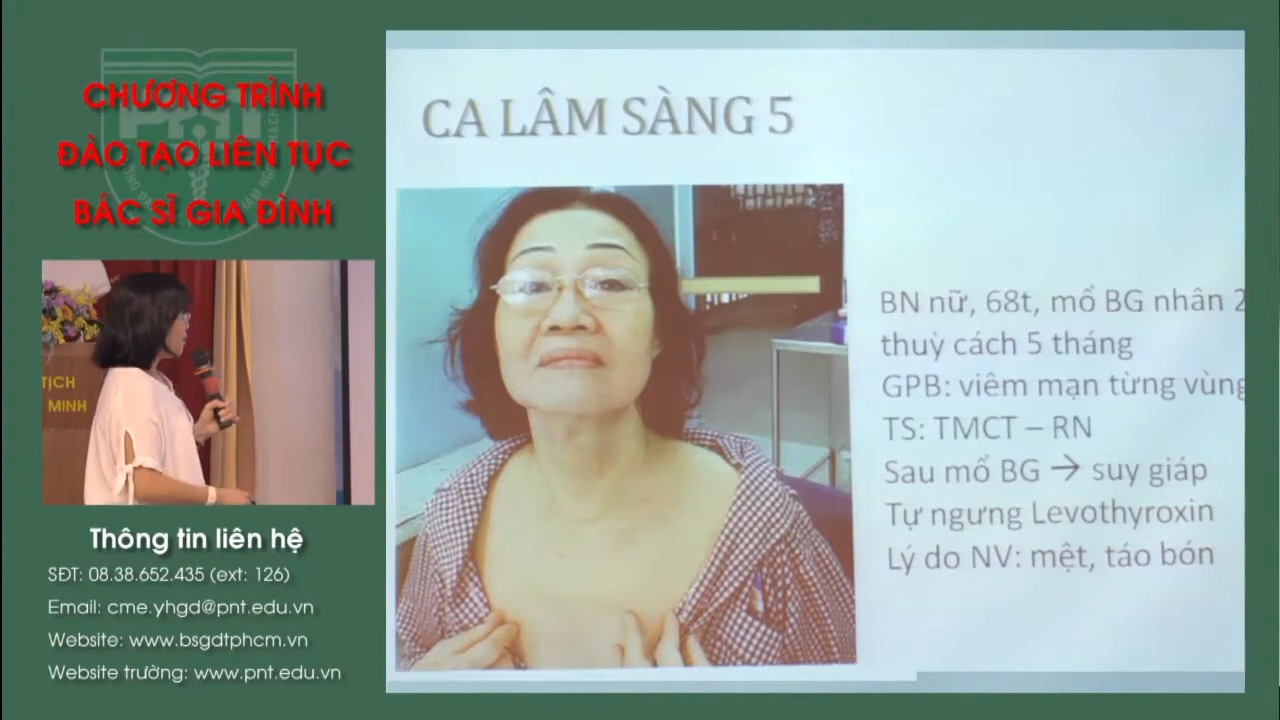 CHƯƠNG TRÌNH
ĐÀO TẠO LIÊN TỤC
BÁC SĨ GIA ĐÌNH
TỊCH
MINH
Thông tin liên hệ
SĐT: 08.38.652.435 (ext: 126)
Email: cme.yhgd@pnt.edu.vn
Website: www.bsgdtphcm.vn
Website trường: www.pnt.edu.vn
CA LÂM SÀNG 5
BN nữ, 68t, mổ BG nhân 2
thuỳ cách 5 tháng
GPB: viêm mạn từng vùng
TS: TMCT – RN
Sau mổ BG → suy giáp
Tự ngưng Levothyroxin
Lý do NV: mệt, táo bón